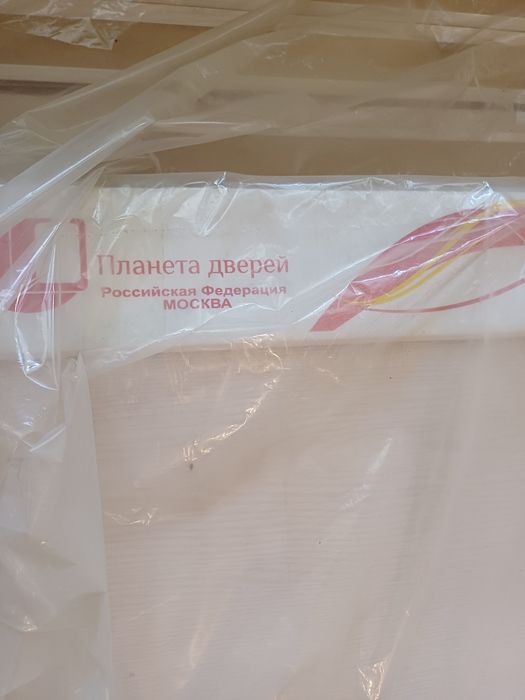 Планета дверей
Российская Федерация
МОСКВА